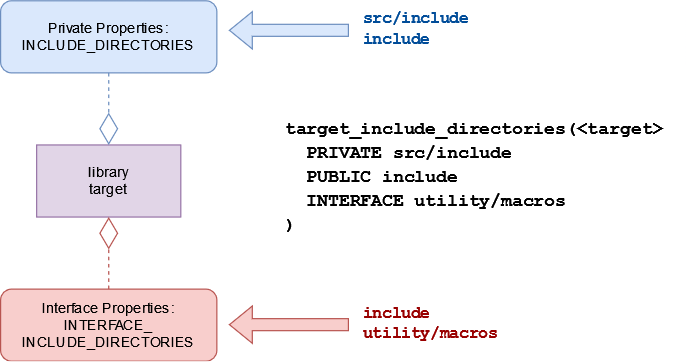 Private Properties:
INCLUDE_DIRECTORIES
src/include
include
library
target
target_include_directories(<target>
PRIVATE src/include
PUBLIC include
INTERFACE utility/macros
)
Interface Properties:
INTERFACE_
INCLUDE_DIRECTORIES
include
utility/macros